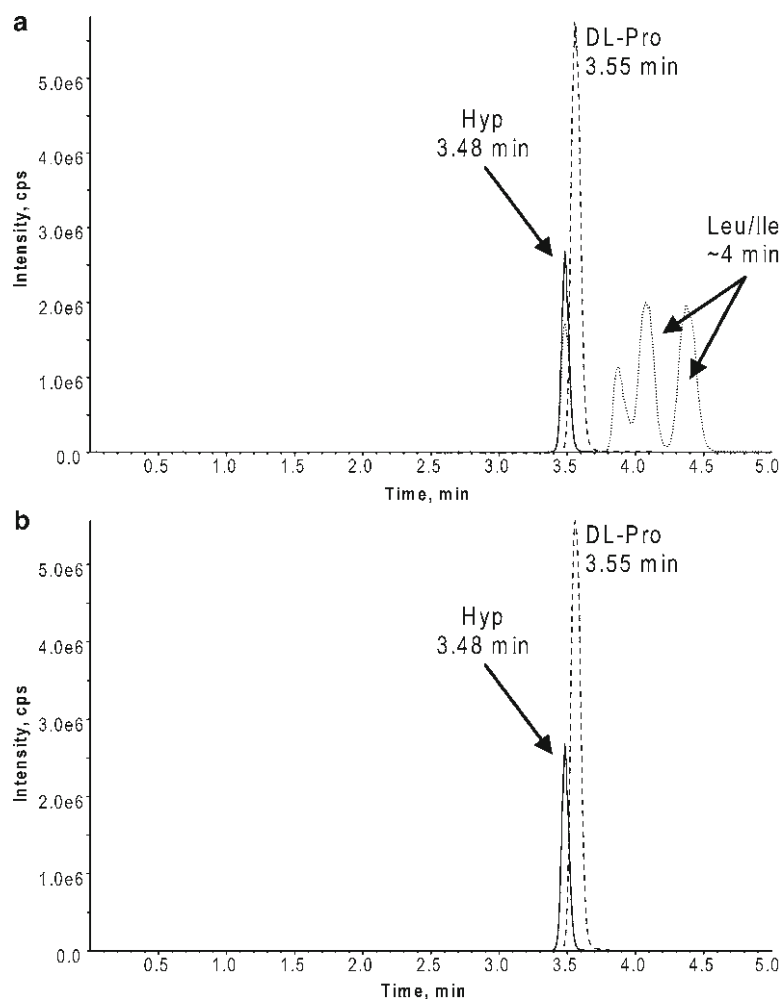 a
DL-Pro
3.55 min
5.0e6
Hyp
3.48 min
4.0e6
Leu/Ile
~4 min
3.0e6
Intensity, cps
2.0e6
1.0e6
0.0
0.5 1.0 1.5 2.0 2.5 3.0 3.5 4.0 4.5 5.0
Time, min
b
DL-Pro
3.55 min
5.0e6
Hyp
3.48 min
4.0e6
3.0e6
Intensity, cps
2.0e6
1.0e6
0.0
0.5 1.0 1.5 2.0 2.5 3.0 3.5 4.0 4.5 5.0
Time, min